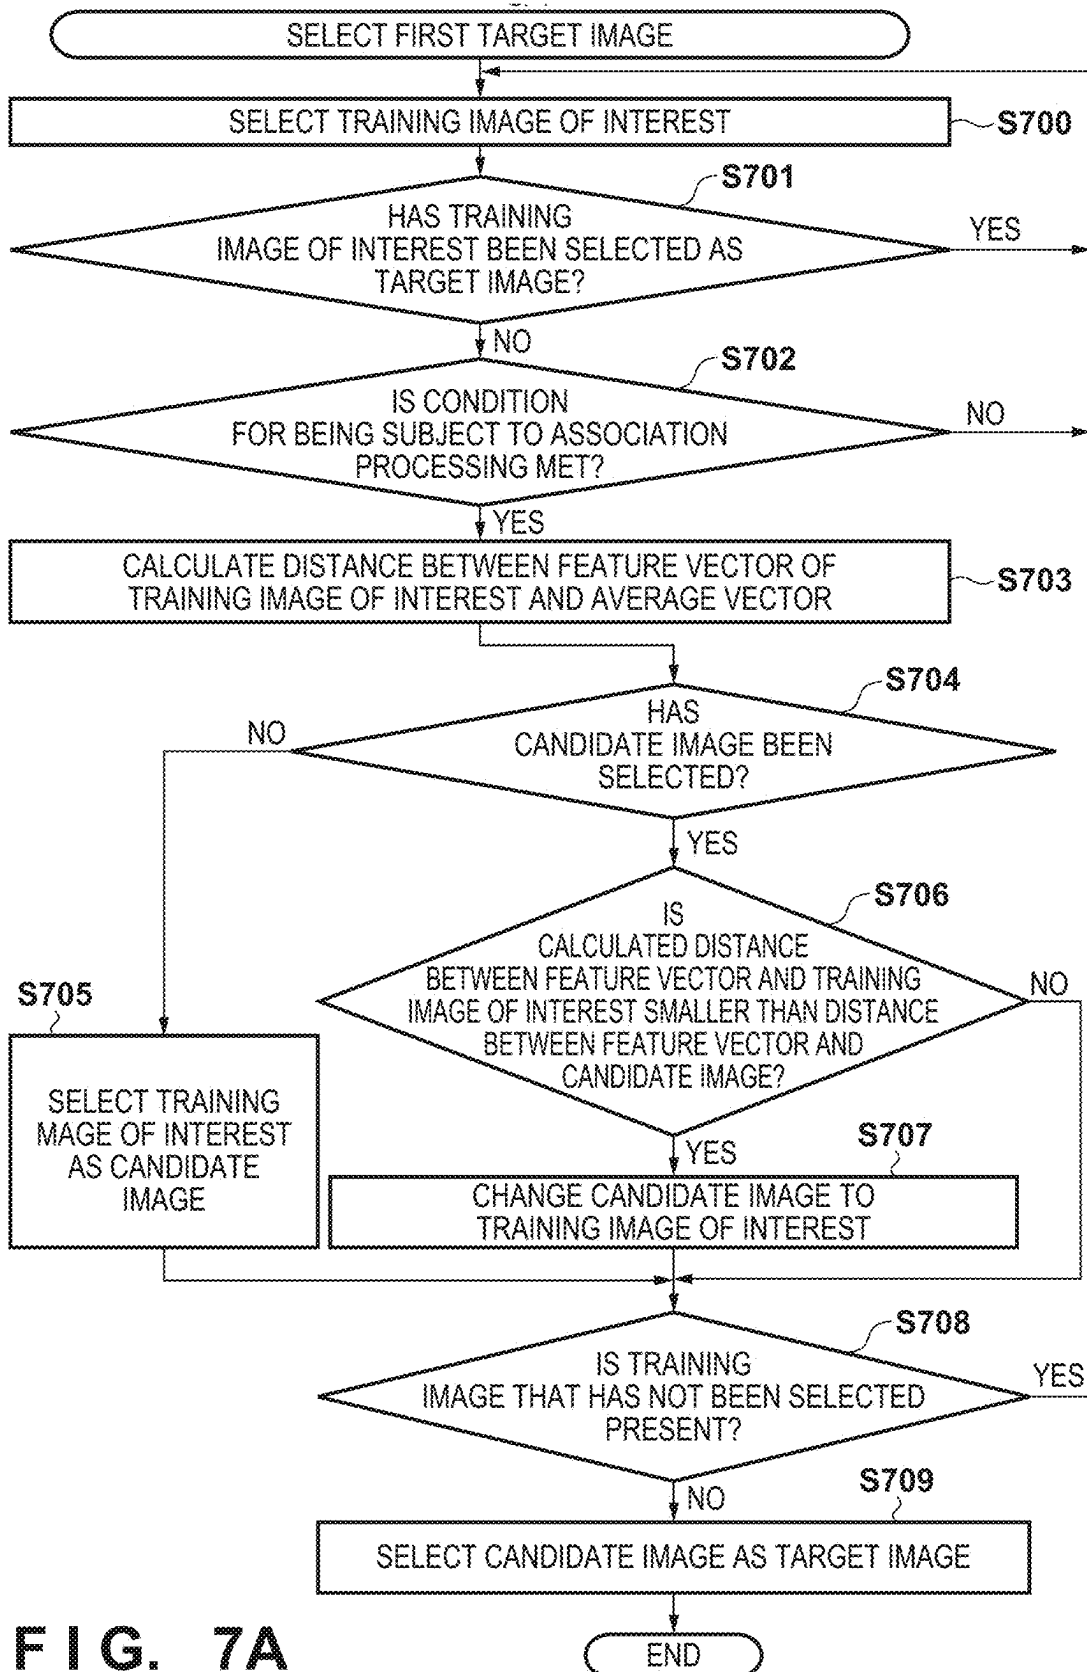 SELECT FIRST TARGET IMAGE
SELECT TRAINING IMAGE OF INTEREST
S700
S701
HAS TRAINING
IMAGE OF INTEREST BEEN SELECTED AS
TARGET IMAGE?
YES
NO
S702
IS CONDITION
FOR BEING SUBJECT TO ASSOCIATION
PROCESSING MET?
NO
YES
CALCULATE DISTANCE BETWEEN FEATURE VECTOR OF
TRAINING IMAGE OF INTEREST AND AVERAGE VECTOR
S703
S704
HAS
CANDIDATE IMAGE BEEN
SELECTED?
NO
YES
S706
IS
CALCULATED DISTANCE
BETWEEN FEATURE VECTOR AND TRAINING
IMAGE OF INTEREST SMALLER THAN DISTANCE
BETWEEN FEATURE VECTOR AND
CANDIDATE IMAGE?
NO
S705
SELECT TRAINING
MAGE OF INTEREST
AS CANDIDATE
IMAGE
YES
S707
CHANGE CANDIDATE IMAGE TO
TRAINING IMAGE OF INTEREST
S708
IS TRAINING
IMAGE THAT HAS NOT BEEN SELECTED
PRESENT?
YES
NO
S709
SELECT CANDIDATE IMAGE AS TARGET IMAGE
END
FIG. 7A